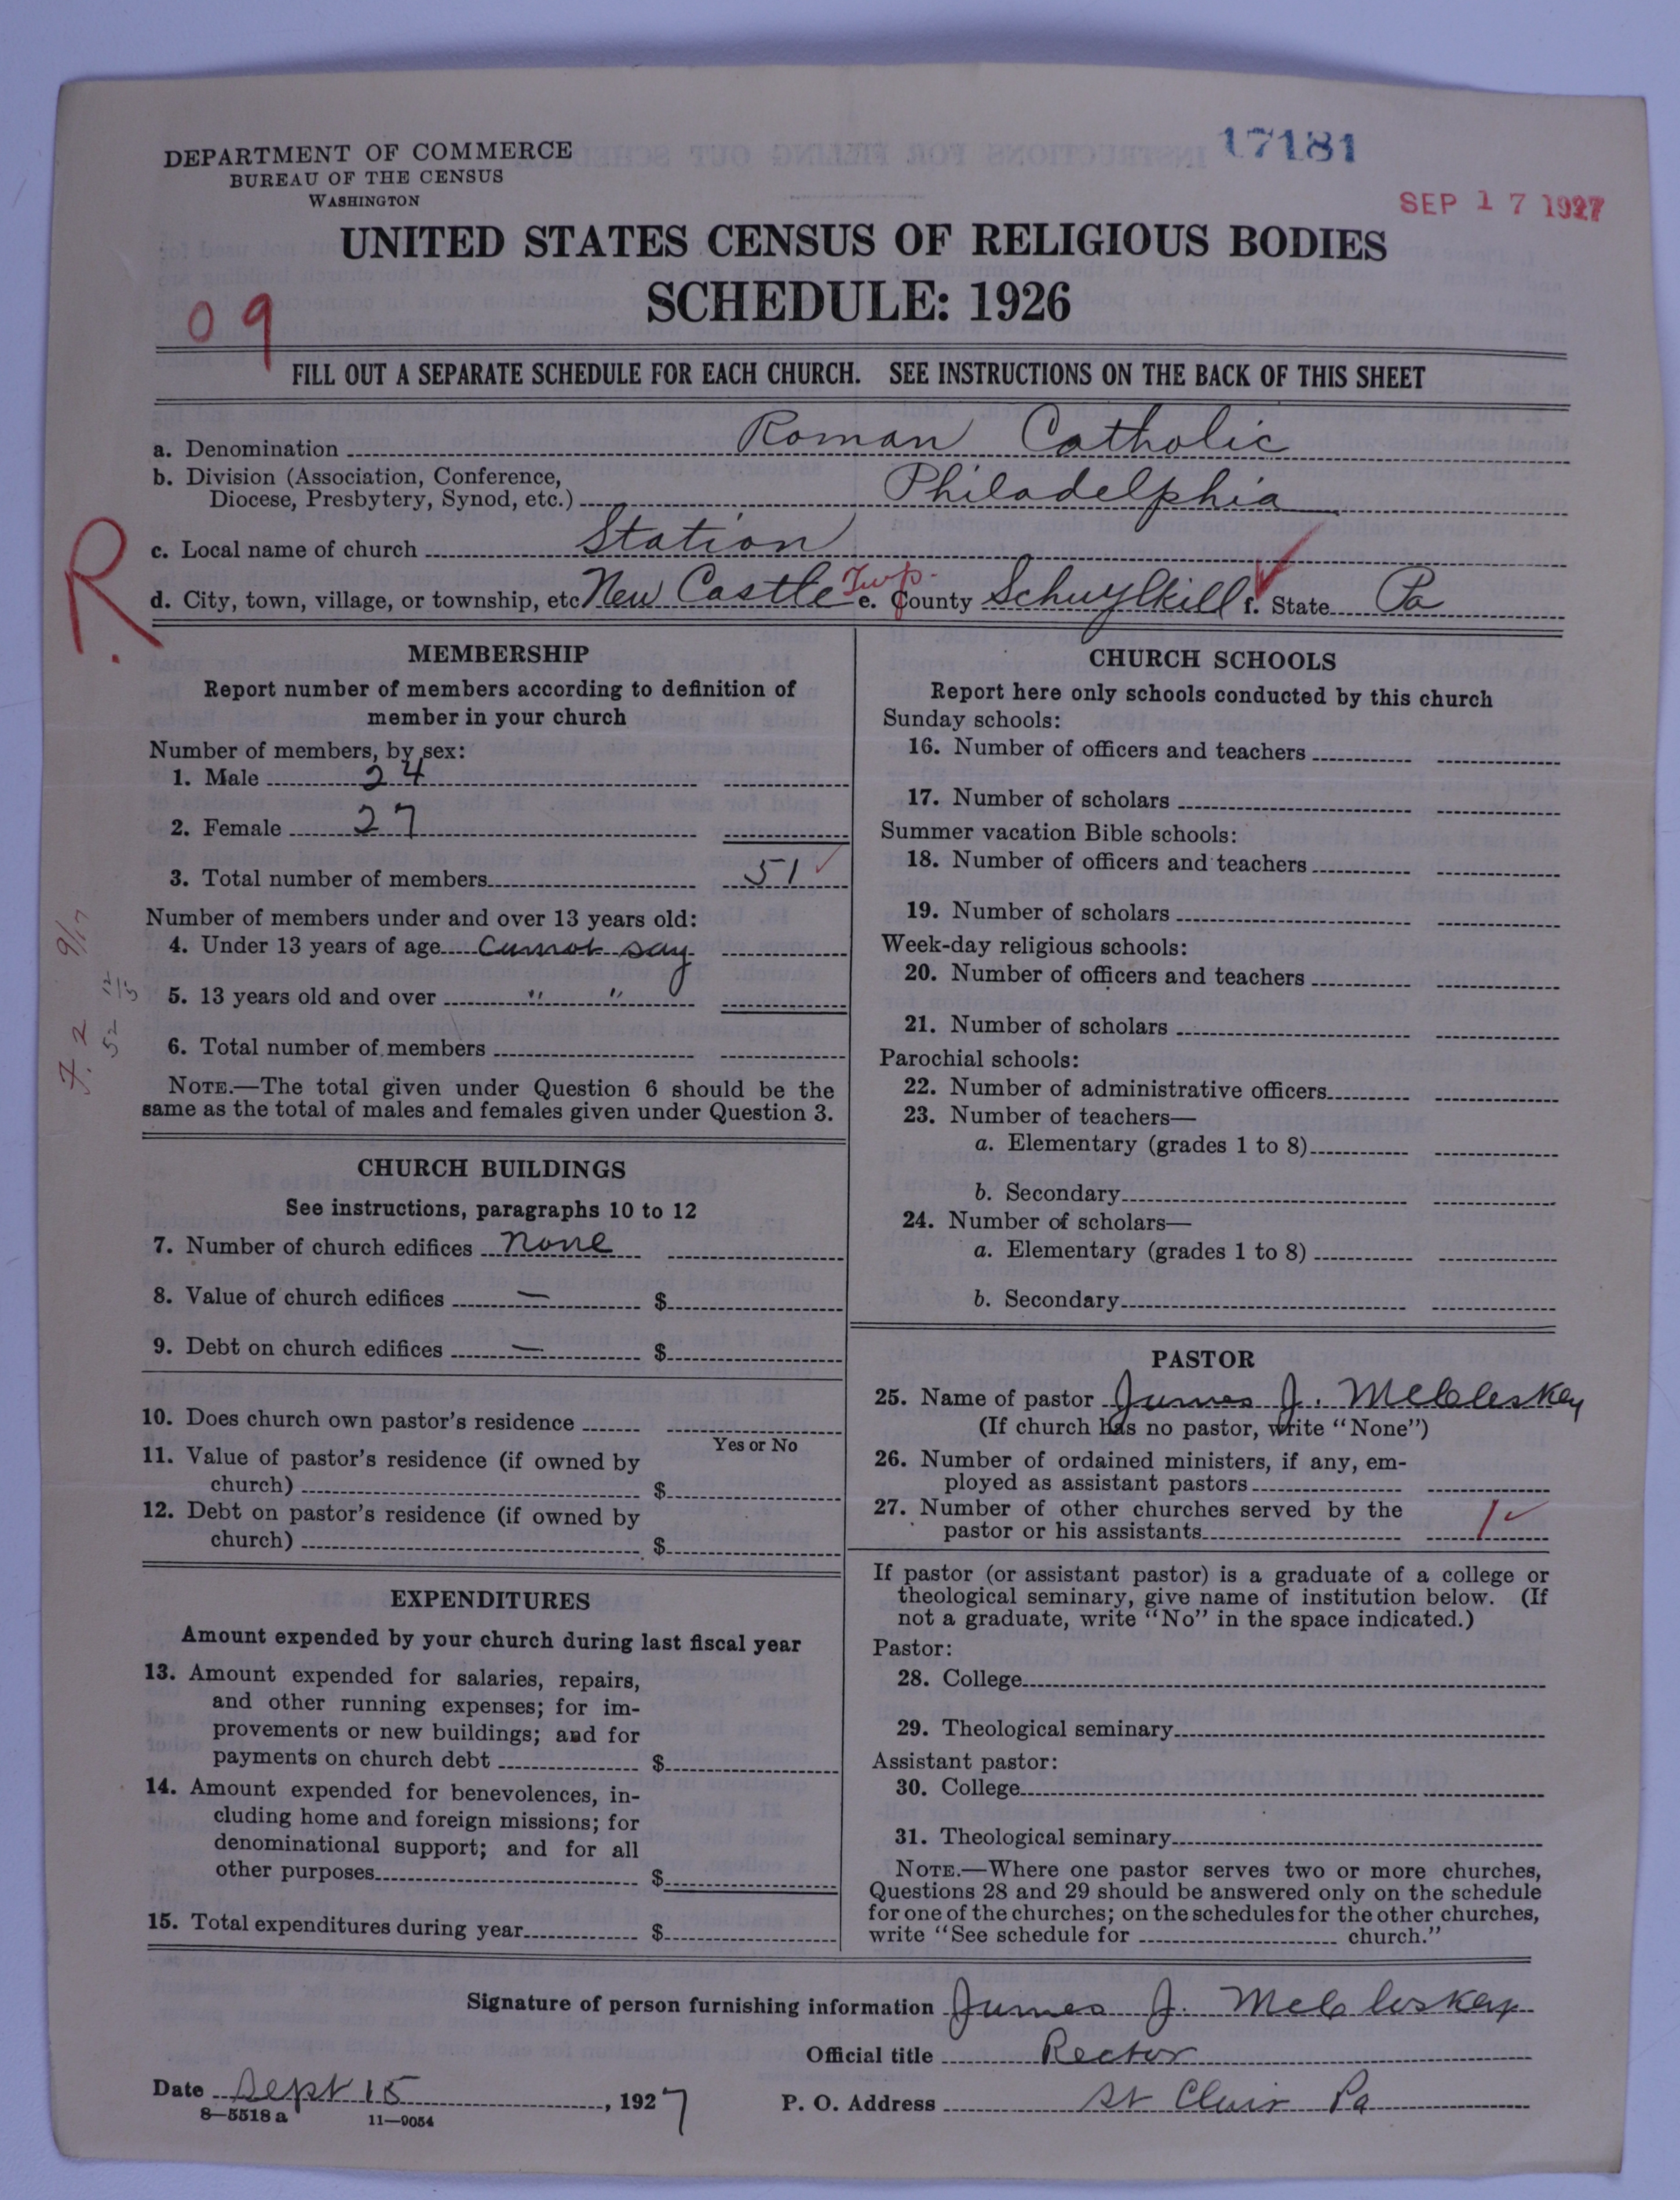 17181
DEPARTMENT OF COMMERCE
BUREAU OF THE CENSUS
WASHINGTON
SEP 17 1927
UNITED STATES CENSUS OF RELIGIOUS BODIES
SCHEDULE: 1926
09
FILL OUT A SEPARATE SCHEDULE FOR EACH CHURCH. SEE INSTRUCTIONS ON THE BACK OF THIS SHEET
a. Denomination Roman Catholic
b. Division (Association, Conference,
Diocese, Presbytery, Synod, etc.) Philadelphia
R.
c. Local name of church Station
d. City, town, village, or township, etc New Castle Twp. e. County Schuylkill f. State Pa
MEMBERSHIP
Report number of members according to definition of
member in your church
Number of members, by sex:
1. Male 24
2. Female 27
3. Total number of members 51
Number of members under and over 13 years old:
4. Under 13 years of age cannot say
5. 13 years old and over " "
6. Total number of members
NOTE.—The total given under Question 6 should be the
same as the total of males and females given under Question 3.
7.2 9/17
52 12/5
CHURCH BUILDINGS
See instructions, paragraphs 10 to 12
7. Number of church edifices none
8. Value of church edifices — $
9. Debt on church edifices — $
10. Does church own pastor's residence
Yes or No
11. Value of pastor's residence (if owned by
church) $
12. Debt on pastor's residence (if owned by
church) $
EXPENDITURES
Amount expended by your church during last fiscal year
13. Amount expended for salaries, repairs,
and other running expenses; for im-
provements or new buildings; and for
payments on church debt $
14. Amount expended for benevolences, in-
cluding home and foreign missions; for
denominational support; and for all
other purposes $
15. Total expenditures during year $
CHURCH SCHOOLS
Report here only schools conducted by this church
Sunday schools:
16. Number of officers and teachers
17. Number of scholars
Summer vacation Bible schools:
18. Number of officers and teachers
19. Number of scholars
Week-day religious schools:
20. Number of officers and teachers
21. Number of scholars
Parochial schools:
22. Number of administrative officers
23. Number of teachers—
a. Elementary (grades 1 to 8)
b. Secondary
24. Number of scholars—
a. Elementary (grades 1 to 8)
b. Secondary
PASTOR
25. Name of pastor James J. McCloskey
(If church has no pastor, write "None")
26. Number of ordained ministers, if any, em-
ployed as assistant pastors
27. Number of other churches served by the
pastor or his assistants 1
If pastor (or assistant pastor) is a graduate of a college or
theological seminary, give name of institution below. (If
not a graduate, write "No" in the space indicated.)
Pastor:
28. College
29. Theological seminary
Assistant pastor:
30. College
31. Theological seminary
NOTE.—Where one pastor serves two or more churches,
Questions 28 and 29 should be answered only on the schedule
for one of the churches; on the schedules for the other churches,
write "See schedule for church."
Signature of person furnishing information James J. McCloskey
Official title Rector
Date Sept 15, 1927 P. O. Address St Clair Pa
8—5518 a 11—9054